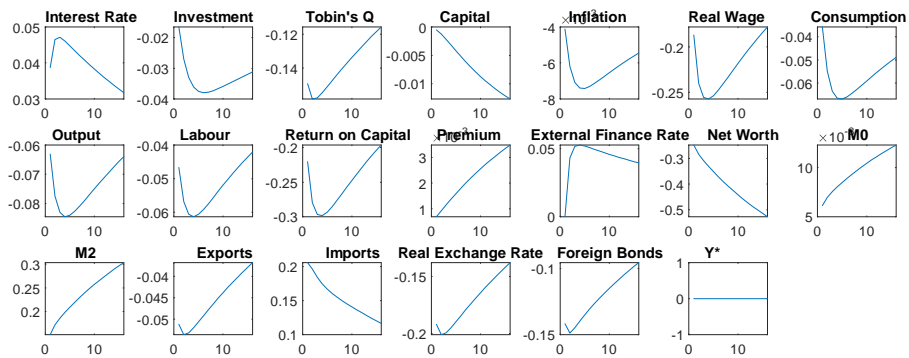 Interest Rate Investment Tobin's Q Capital Inflation Real Wage Consumption
0.05 -0.02 -0.12 0 -4 -0.2 -0.04
0.04 -0.03 -0.14 -0.005 -6 -0.25 -0.05
0.03 -0.04 -0.01 -8 -0.06
0 10 0 10 0 10 0 10 0 10 0 10 0 10
Output Labour Return on Capital Premium External Finance Rate Net Worth M0
-0.06 -0.04 -0.2 3 0.05 -0.3 10
-0.07 -0.05 -0.25 2 -0.4
-0.08 -0.06 -0.3 1 0 -0.5 5
0 10 0 10 0 10 0 10 0 10 0 10 0 10
M2 Exports Imports Real Exchange Rate Foreign Bonds Y*
0.3 -0.04 0.2 -0.15 -0.1 1
0.2 -0.045 0.15 0
-0.05 0.1 -0.2 -0.15 -1
0 10 0 10 0 10 0 10 0 10 0 10